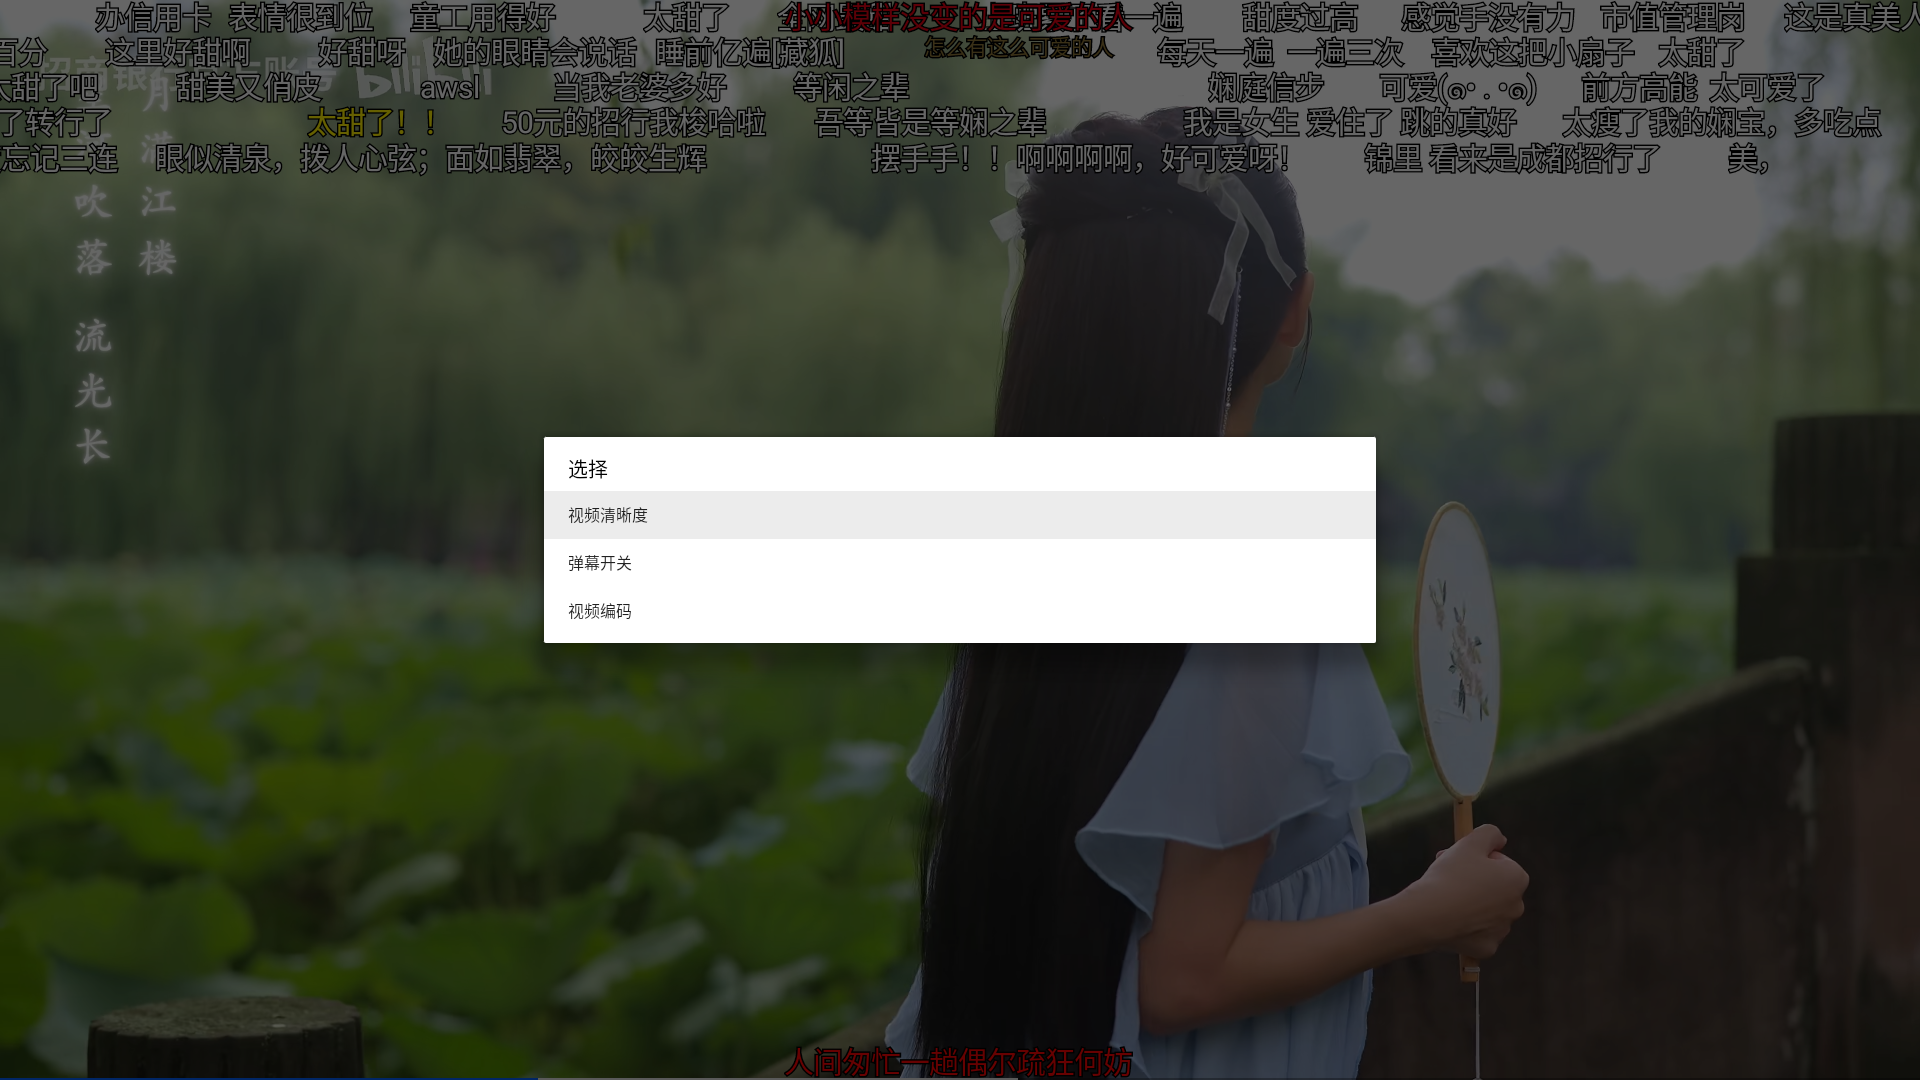 办信用卡 表情很到位 童工用得好 太甜了 小小模样没变的是可爱的人 一遍 甜度过高 感觉手没有力 市值管理岗 这是真美人
百分 这里好甜啊 好甜呀 她的眼睛会说话 睡前亿遍[藏狐] 怎么有这么可爱的人 每天一遍 一遍三次 喜欢这把小扇子 太甜了
太甜了吧 甜美又俏皮 awsl 当我老婆多好 等闲之辈 娴庭信步 前方高能 太可爱了
了转行了 太甜了！！ 50元的招行我梭哈啦 吾等皆是等娴之辈 我是女生 爱住了 跳的真好 太瘦了我的娴宝，多吃点
忘记三连 眼似清泉，拨人心弦；面如翡翠，皎皎生辉 摆手手！！啊啊啊啊，好可爱呀！ 锦里 看来是成都招行了 美，
bilibili
月满江楼
吹落 流光长
选择
视频清晰度
弹幕开关
视频编码
人间匆忙一趟偶尔疏狂何妨